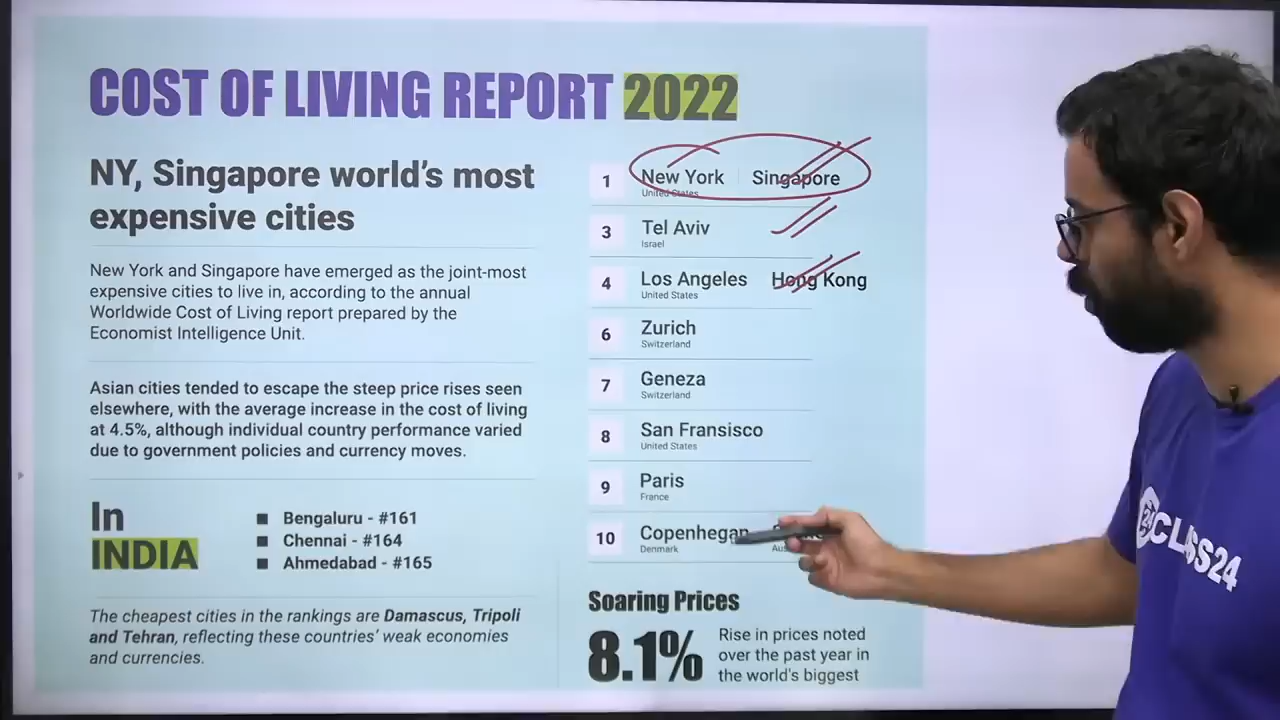 COST OF LIVING REPORT 2022
NY, Singapore world's most
expensive cities
New York and Singapore have emerged as the joint-most
expensive cities to live in, according to the annual
Worldwide Cost of Living report prepared by the
Economist Intelligence Unit.
Asian cities tended to escape the steep price rises seen
elsewhere, with the average increase in the cost of living
at 4.5%, although individual country performance varied
due to government policies and currency moves.
In
INDIA
Bengaluru - #161
Chennai - #164
Ahmedabad - #165
The cheapest cities in the rankings are Damascus, Tripoli
and Tehran, reflecting these countries' weak economies
and currencies.
1 New York Singapore
United States
3 Tel Aviv
Israel
4 Los Angeles Hong Kong
United States
6 Zurich
Switzerland
7 Geneza
Switzerland
8 San Fransisco
United States
9 Paris
France
10 Copenhegan
Denmark
Soaring Prices
8.1%
Rise in prices noted
over the past year in
the world's biggest
24
CLASS24